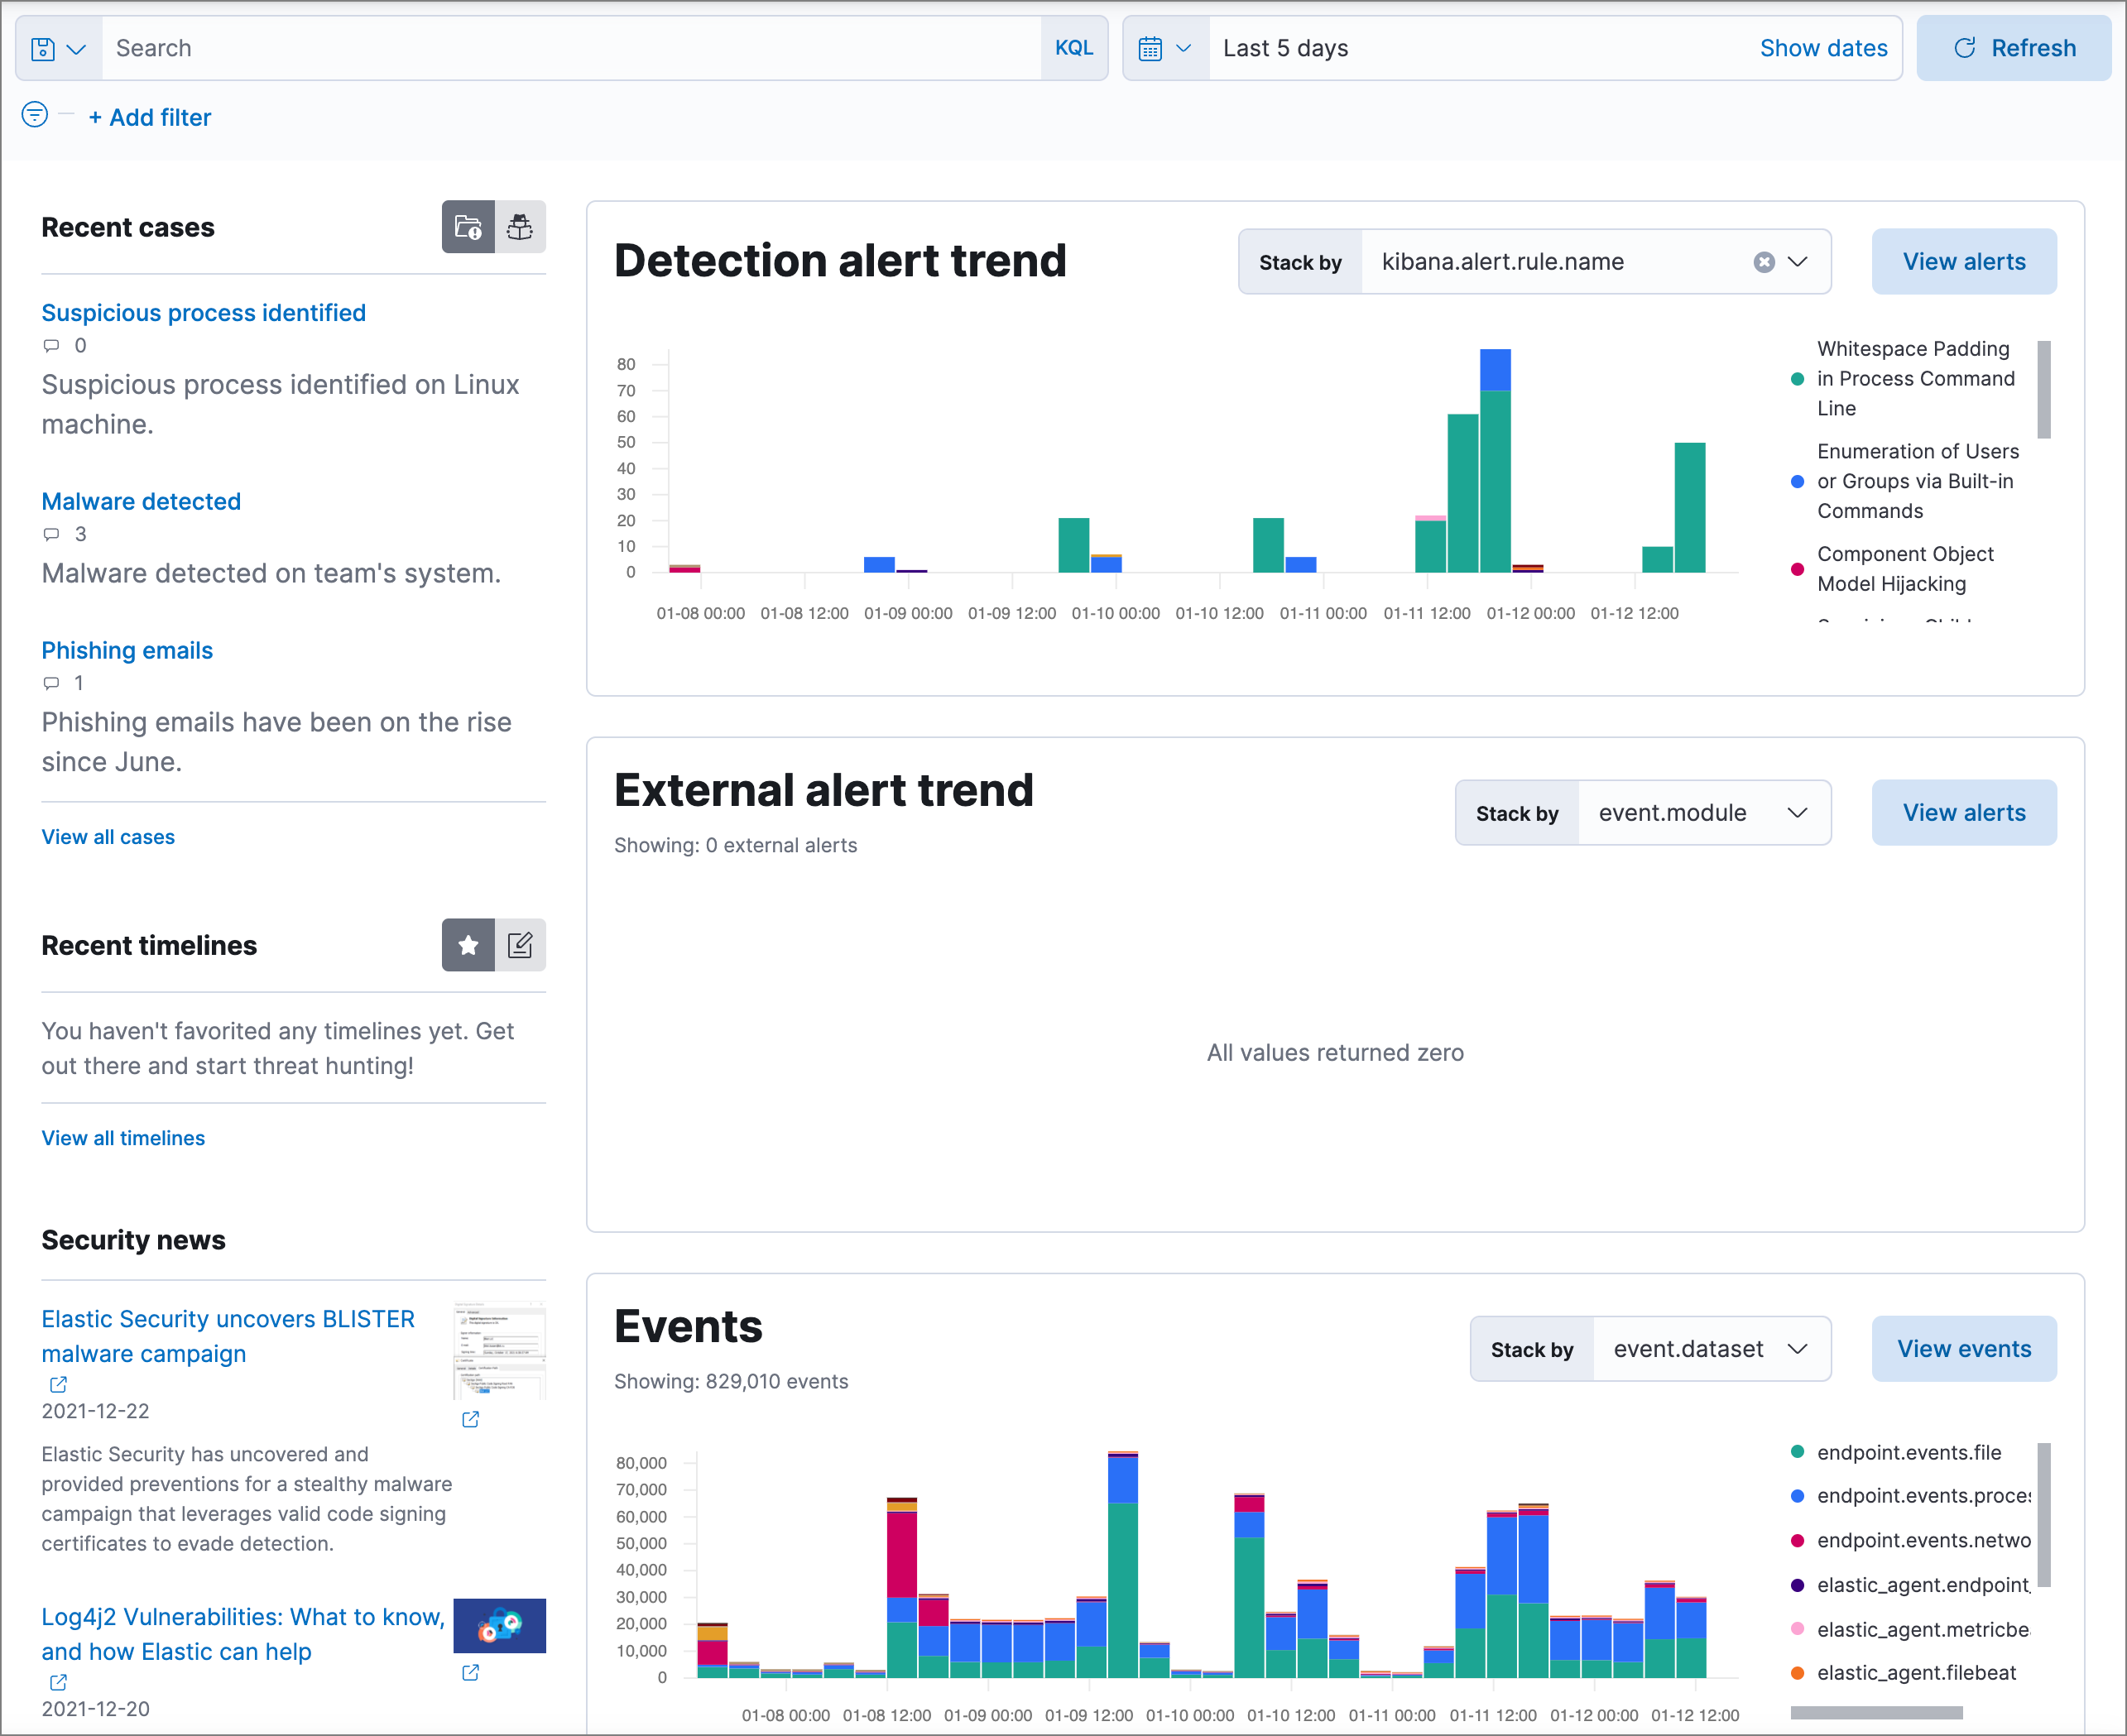 Search
KQL
Last 5 days
Show dates
Refresh
+ Add filter
Recent cases
Suspicious process identified
0
Suspicious process identified on Linux
machine.
Malware detected
3
Malware detected on team's system.
Phishing emails
1
Phishing emails have been on the rise
since June.
View all cases
Recent timelines
You haven't favorited any timelines yet. Get
out there and start threat hunting!
View all timelines
Security news
Elastic Security uncovers BLISTER
malware campaign
2021-12-22
Elastic Security has uncovered and
provided preventions for a stealthy malware
campaign that leverages valid code signing
certificates to evade detection.
Log4j2 Vulnerabilities: What to know,
and how Elastic can help
2021-12-20
Detection alert trend
Stack by
kibana.alert.rule.name
View alerts
80
70
60
50
40
30
20
10
0
01-08 00:00 01-08 12:00 01-09 00:00 01-09 12:00 01-10 00:00 01-10 12:00 01-11 00:00 01-11 12:00 01-12 00:00 01-12 12:00
Whitespace Padding
in Process Command
Line
Enumeration of Users
or Groups via Built-in
Commands
Component Object
Model Hijacking
External alert trend
Showing: 0 external alerts
Stack by
event.module
View alerts
All values returned zero
Events
Showing: 829,010 events
Stack by
event.dataset
View events
80,000
70,000
60,000
50,000
40,000
30,000
20,000
10,000
0
01-08 00:00 01-08 12:00 01-09 00:00 01-09 12:00 01-10 00:00 01-10 12:00 01-11 00:00 01-11 12:00 01-12 00:00 01-12 12:00
endpoint.events.file
endpoint.events.proces
endpoint.events.netwo
elastic_agent.endpoint_
elastic_agent.metricbe
elastic_agent.filebeat